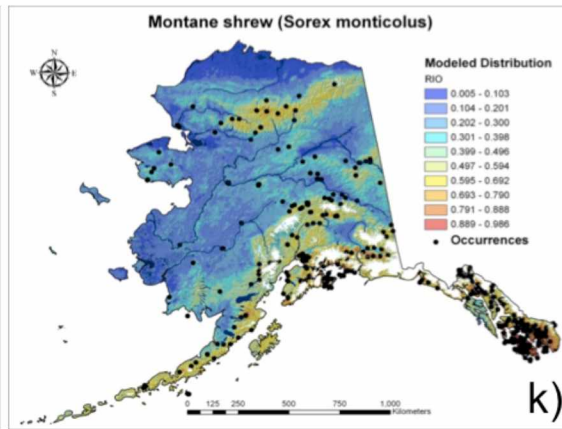 Montane shrew (Sorex monticolus)
N
W E
S
Modeled Distribution
RIO
0.005 - 0.103
0.104 - 0.201
0.202 - 0.300
0.301 - 0.398
0.399 - 0.496
0.497 - 0.594
0.595 - 0.692
0.693 - 0.790
0.791 - 0.888
0.889 - 0.986
Occurrences
0 125 250 500 750 1,000
Kilometers
k)